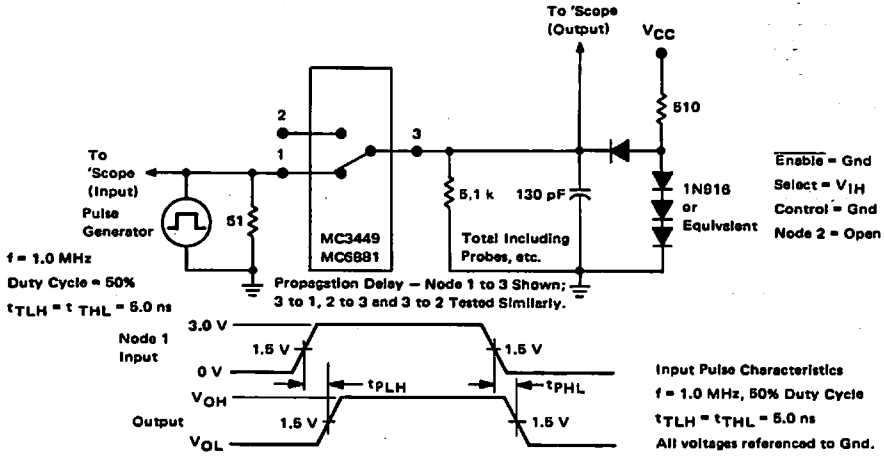 To 'Scope
(Output)
VCC
510
2
1
3
To
'Scope
(Input)
Pulse
Generator
51
5,1 k
130 pF
1N916
or
Equivalent
Enable = Gnd
Select = VIH
Control = Gnd
Node 2 = Open
MC3449
MC6881
Total Including
Probes, etc.
f = 1.0 MHz
Duty Cycle = 50%
tTLH = tTHL = 5.0 ns
Propagation Delay — Node 1 to 3 Shown;
3 to 1, 2 to 3 and 3 to 2 Tested Similarly.
Node 1
Input
3.0 V
1.5 V
1.5 V
0 V
tPLH
tPHL
Output
VOH
1.5 V
1.5 V
VOL
Input Pulse Characteristics
f = 1.0 MHz, 50% Duty Cycle
tTLH = tTHL = 5.0 ns
All voltages referenced to Gnd.